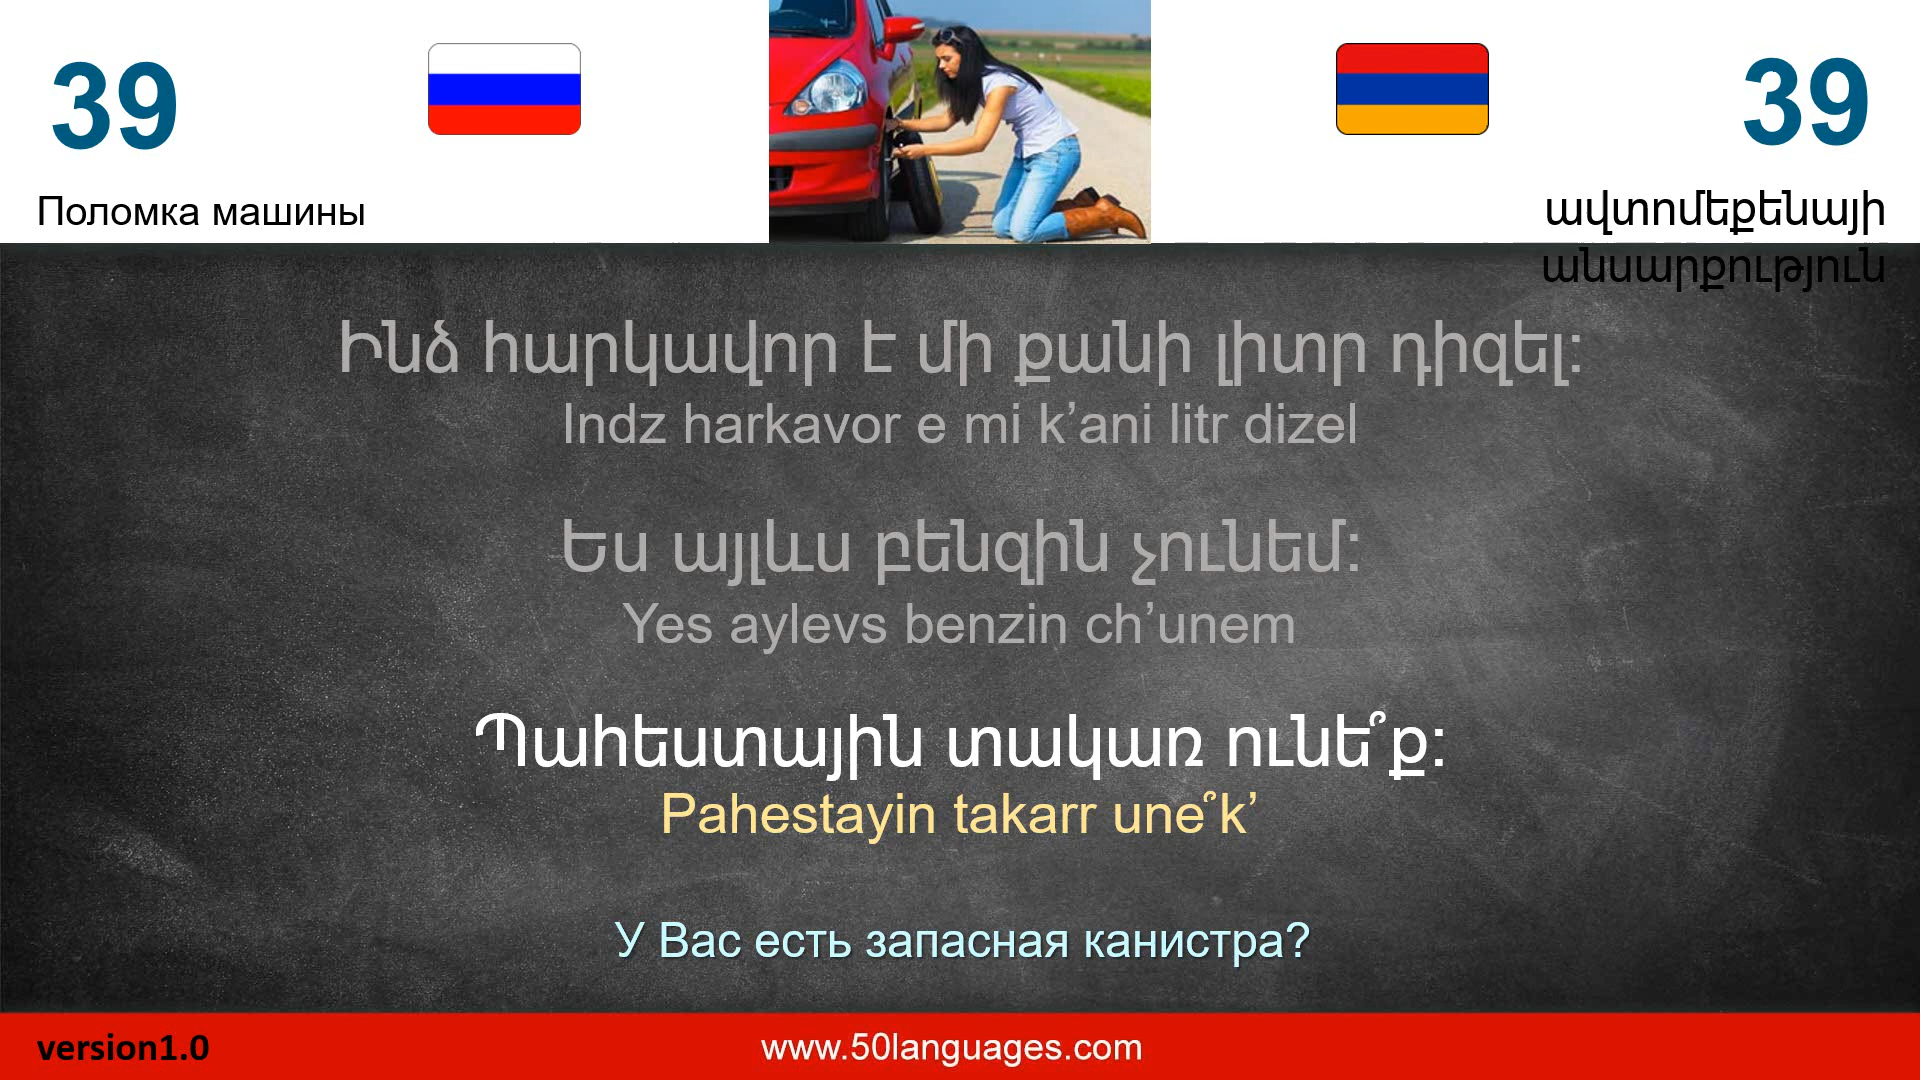 39
39
Поломка машины
ավտոմեքենայի
անսարքություն
Ինձ հարկավոր է մի քանի լիտր դիզել:
Indz harkavor e mi k’ani litr dizel
Ես այլևս բենզին չունեմ:
Yes aylevs benzin ch’unem
Պահեստային տակառ ունե՞ք:
Pahestayin takarr une՞k’
У Вас есть запасная канистра?
version1.0
www.50languages.com